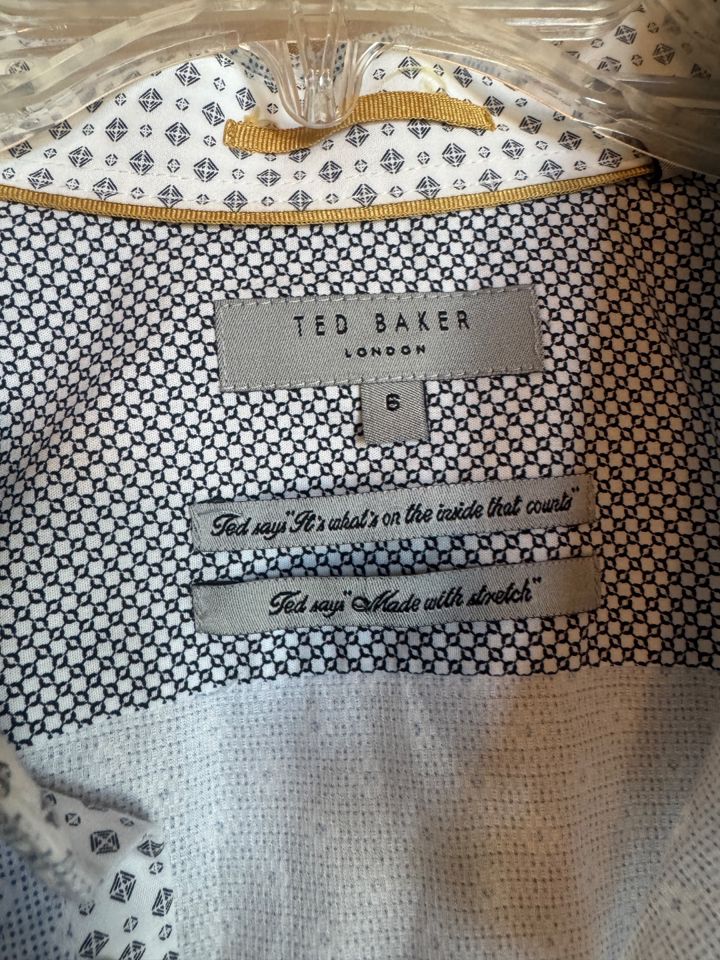 TED BAKER
LONDON
6
Ted says "It's what's on the inside that counts"
Ted says "Made with stretch"